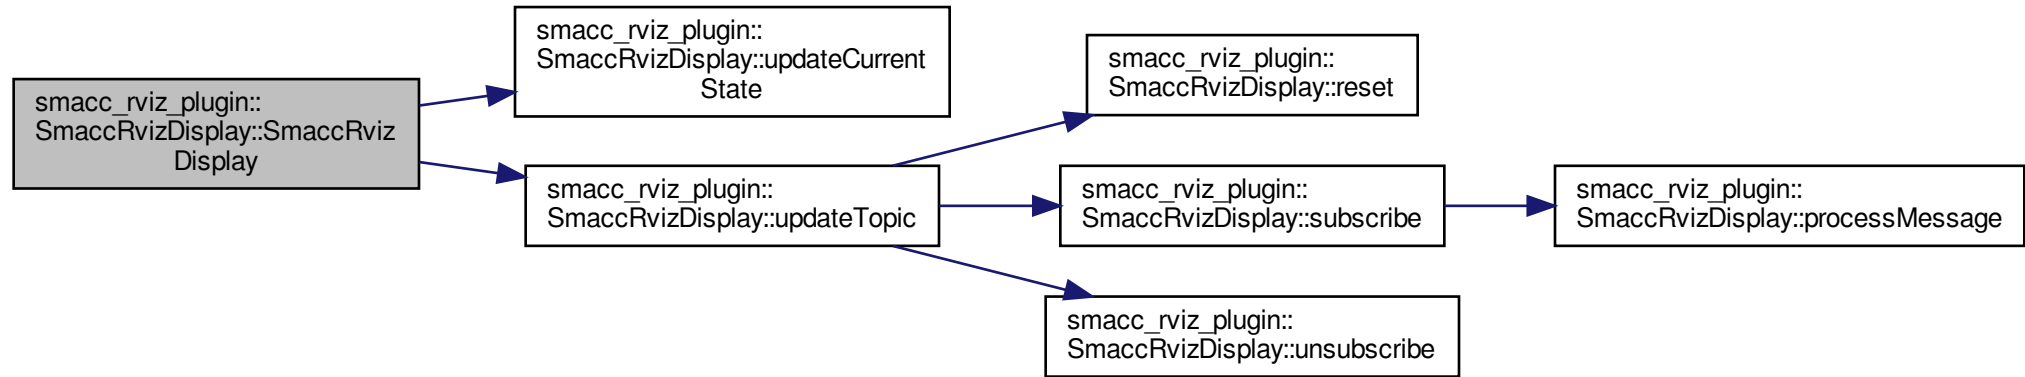 smacc_rviz_plugin::
SmaccRvizDisplay::SmaccRviz
Display
smacc_rviz_plugin::
SmaccRvizDisplay::updateCurrent
State
smacc_rviz_plugin::
SmaccRvizDisplay::updateTopic
smacc_rviz_plugin::
SmaccRvizDisplay::reset
smacc_rviz_plugin::
SmaccRvizDisplay::subscribe
smacc_rviz_plugin::
SmaccRvizDisplay::processMessage
smacc_rviz_plugin::
SmaccRvizDisplay::unsubscribe